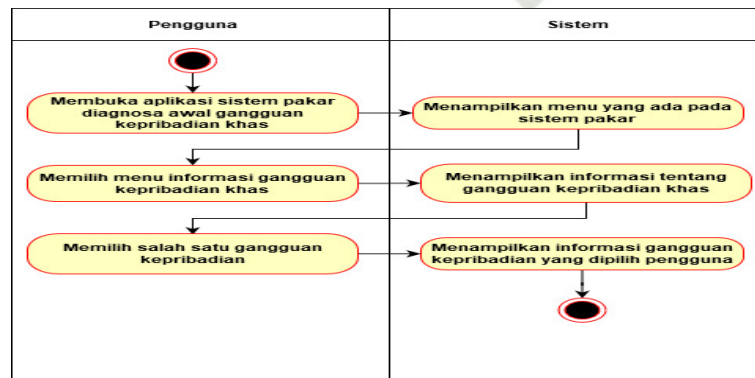 Pengguna
Sistem
Membuka aplikasi sistem pakar
diagnosa awal gangguan
kepribadian khas
Menampilkan menu yang ada pada
sistem pakar
Memilih menu informasi gangguan
kepribadian khas
Menampilkan informasi tentang
gangguan kepribadian khas
Memilih salah satu gangguan
kepribadian
Menampilkan informasi gangguan
kepribadian yang dipilih pengguna